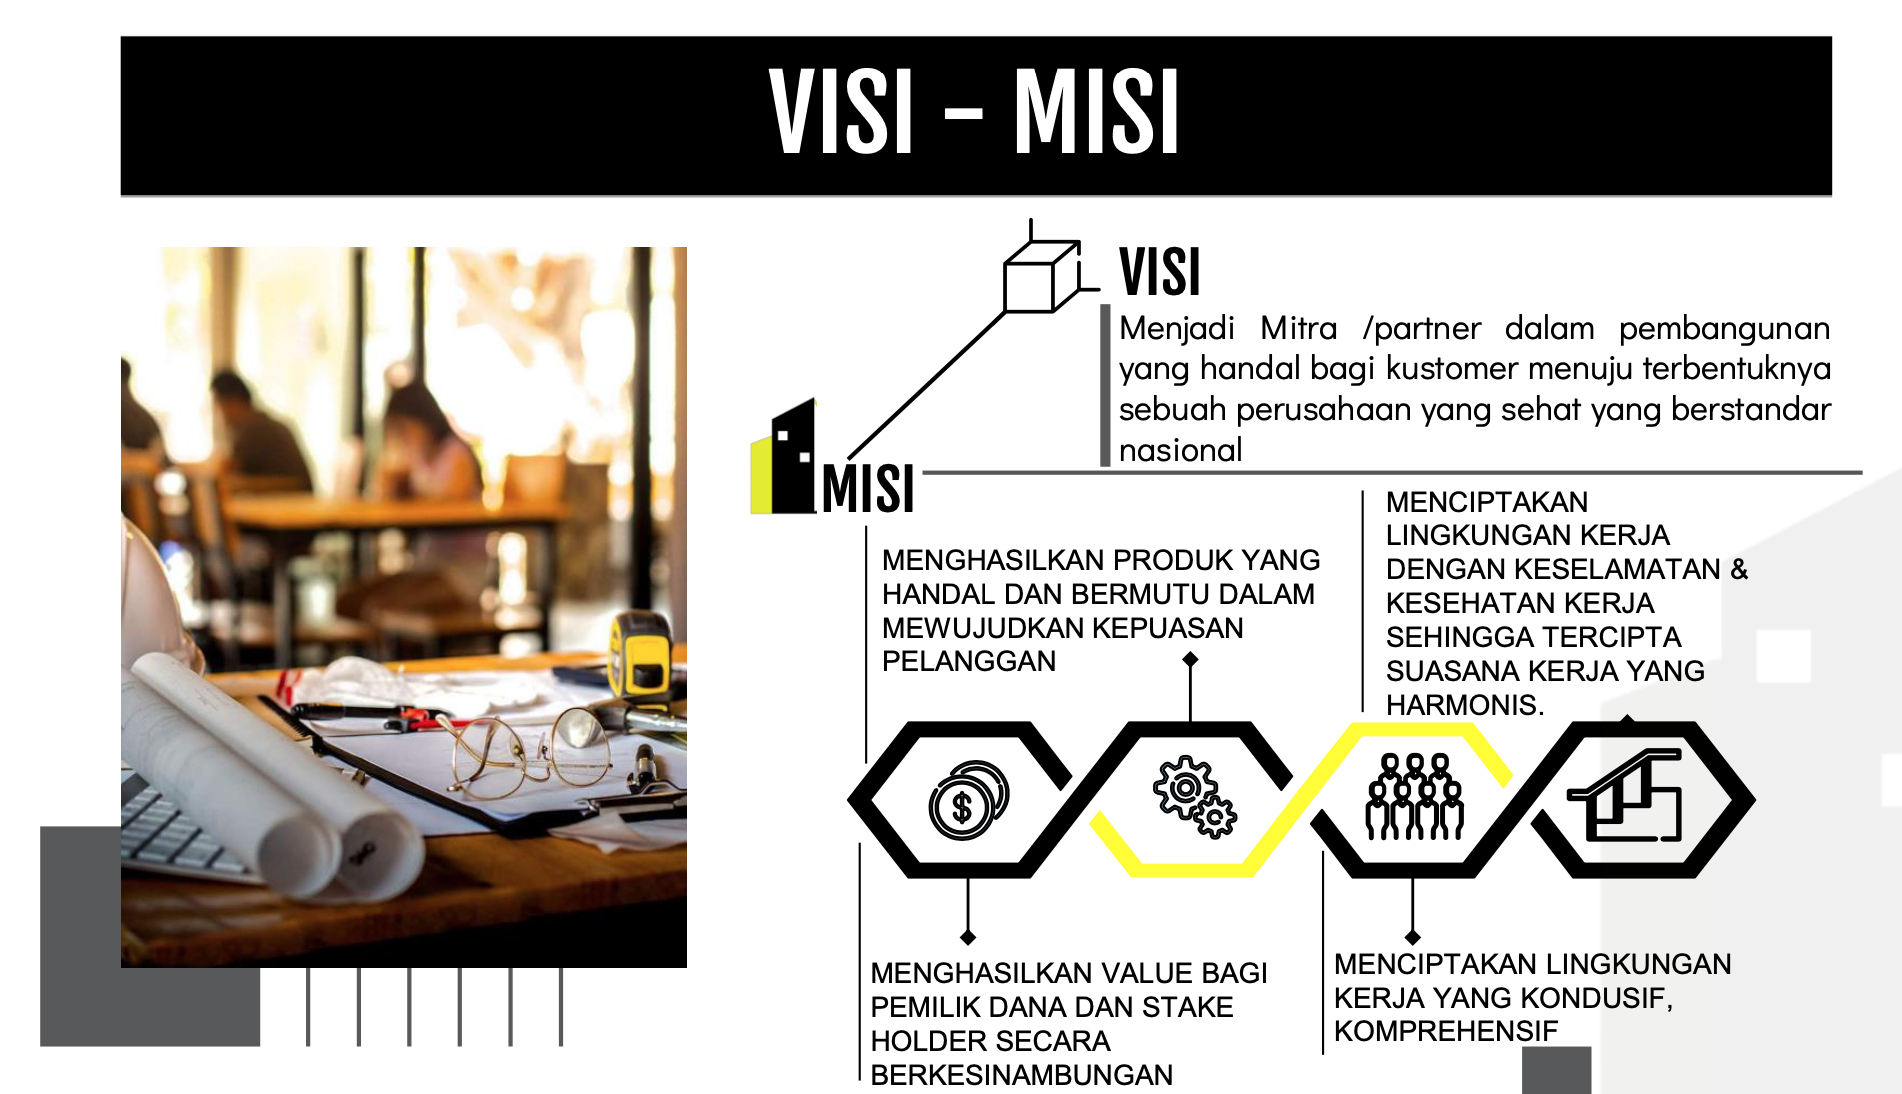 VISI - MISI
VISI
Menjadi Mitra /partner dalam pembangunan
yang handal bagi kustomer menuju terbentuknya
sebuah perusahaan yang sehat yang berstandar
nasional
MISI
MENGHASILKAN PRODUK YANG
HANDAL DAN BERMUTU DALAM
MEWUJUDKAN KEPUASAN
PELANGGAN
MENCIPTAKAN
LINGKUNGAN KERJA
DENGAN KESELAMATAN &
KESEHATAN KERJA
SEHINGGA TERCIPTA
SUASANA KERJA YANG
HARMONIS.
$
MENGHASILKAN VALUE BAGI
PEMILIK DANA DAN STAKE
HOLDER SECARA
BERKESINAMBUNGAN
MENCIPTAKAN LINGKUNGAN
KERJA YANG KONDUSIF,
KOMPREHENSIF